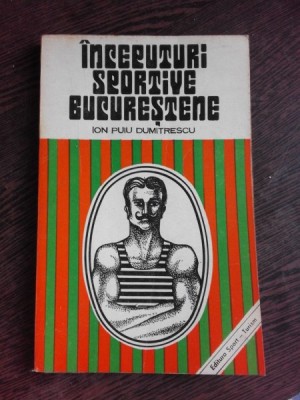 ÎNCEPUTURI
SPORTIVE
BUCUREȘTENE
ION PUIU DUMITRESCU
Editura Sport - Turism